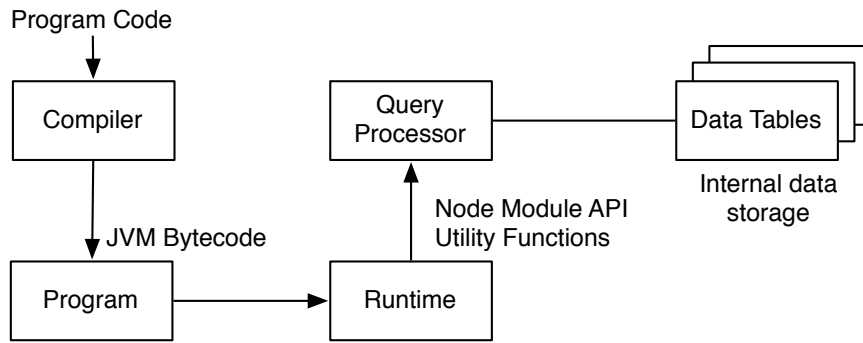 Program Code
Compiler
Query
Processor
Data Tables
Internal data
storage
JVM Bytecode
Node Module API
Utility Functions
Program
Runtime